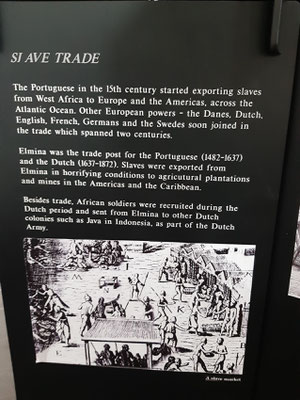 SLAVE TRADE
The Portuguese in the 15th century started exporting slaves
from West Africa to Europe and the Americas, across the
Atlantic Ocean. Other European powers - the Danes, Dutch,
English, French, Germans and the Swedes soon joined in
the trade which spanned two centuries.
Elmina was the trade post for the Portuguese (1482-1637)
and the Dutch (1637-1872). Slaves were exported from
Elmina in horrifying conditions to agricutural plantations
and mines in the Americas and the Caribbean.
Besides trade, African soldiers were recruited during the
Dutch period and sent from Elmina to other Dutch
colonies such as Java in Indonesia, as part of the Dutch
Army.
M
K
E
A slave market